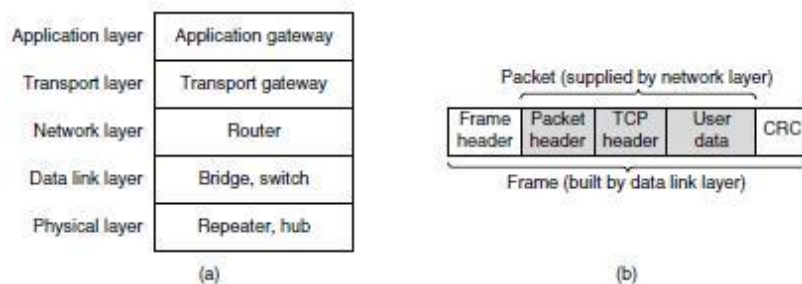 Application layer Application gateway
Transport layer Transport gateway
Network layer Router
Data link layer Bridge, switch
Physical layer Repeater, hub
(a)
Packet (supplied by network layer)
Frame header
Packet header
TCP header
User data
CRC
Frame (built by data link layer)
(b)